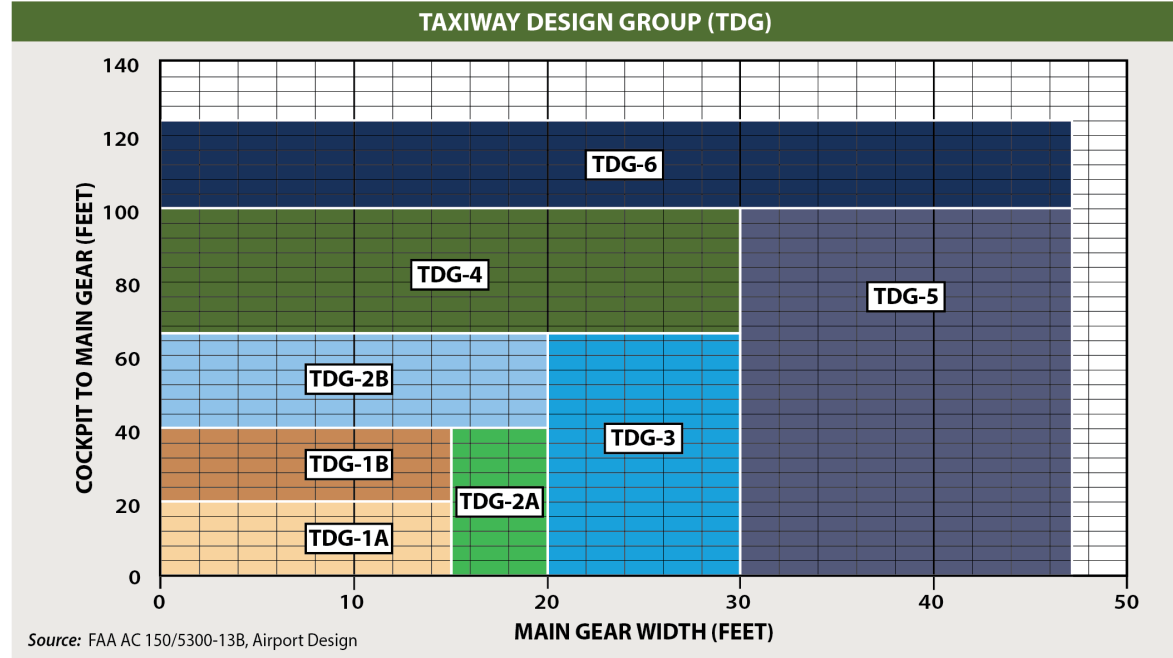 TAXIWAY DESIGN GROUP (TDG)
140
120
100
80
60
40
20
0
COCKPIT TO MAIN GEAR (FEET)
TDG-6
TDG-4
TDG-5
TDG-2B
TDG-3
TDG-1B
TDG-2A
TDG-1A
0 10 20 30 40 50
MAIN GEAR WIDTH (FEET)
Source: FAA AC 150/5300-13B, Airport Design